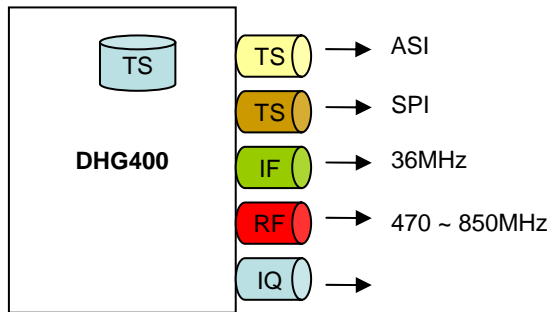 TS
DHG400
TS ASI
TS SPI
IF 36MHz
RF 470 ~ 850MHz
IQ